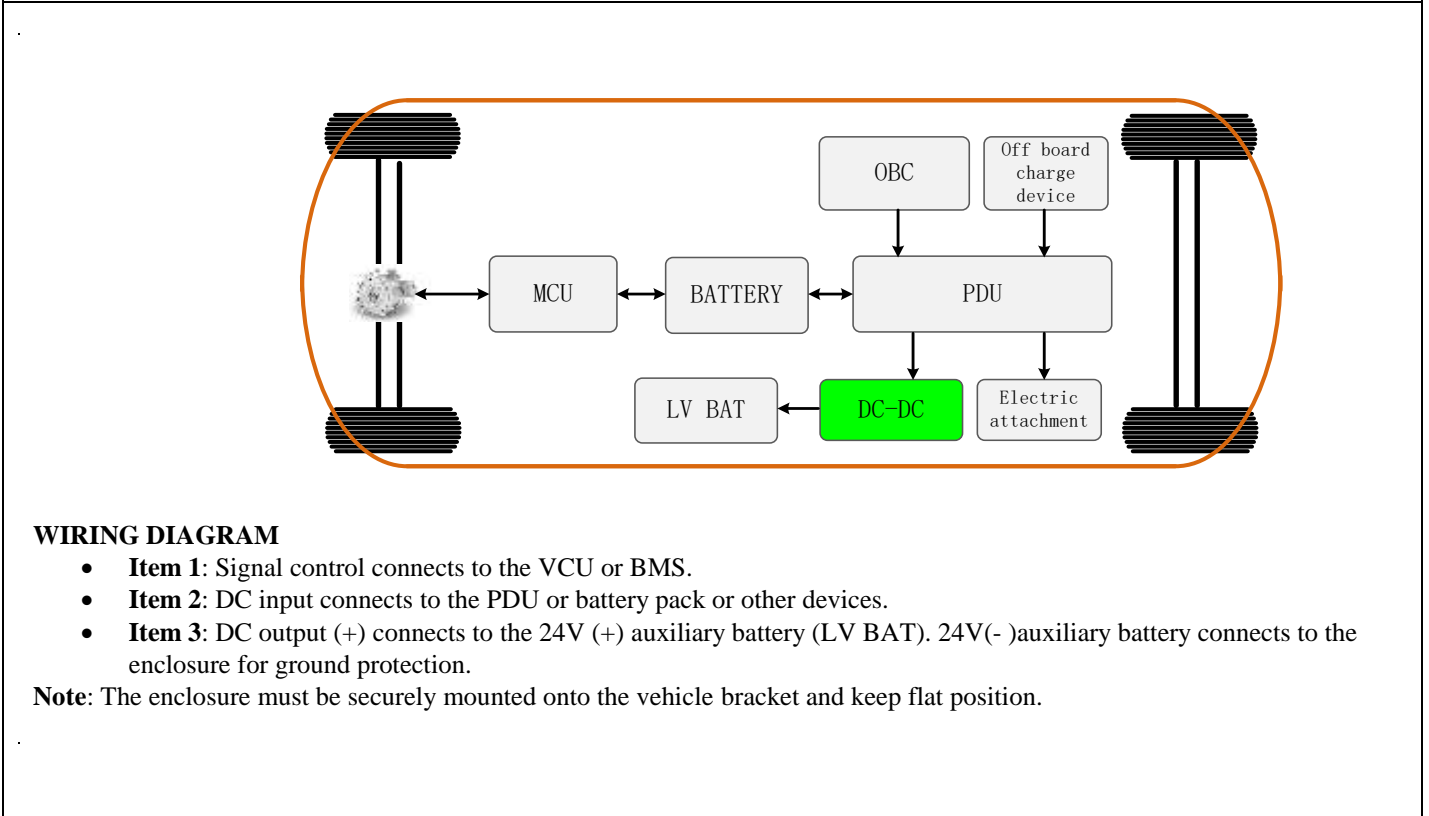 .
OBC
Off board
charge
device
MCU
BATTERY
PDU
LV BAT
DC-DC
Electric
attachment
WIRING DIAGRAM
• Item 1: Signal control connects to the VCU or BMS.
• Item 2: DC input connects to the PDU or battery pack or other devices.
• Item 3: DC output (+) connects to the 24V (+) auxiliary battery (LV BAT). 24V(- )auxiliary battery connects to the
enclosure for ground protection.
Note: The enclosure must be securely mounted onto the vehicle bracket and keep flat position.
.